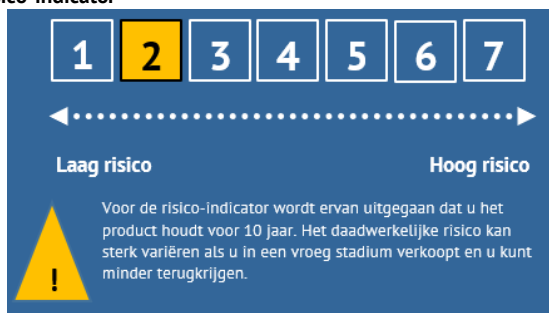 1 2 3 4 5 6 7
Laag risico Hoog risico
Voor de risico-indicator wordt ervan uitgegaan dat u het
product houdt voor 10 jaar. Het daadwerkelijke risico kan
sterk variëren als u in een vroeg stadium verkoopt en u kunt
minder terugkrijgen.
!